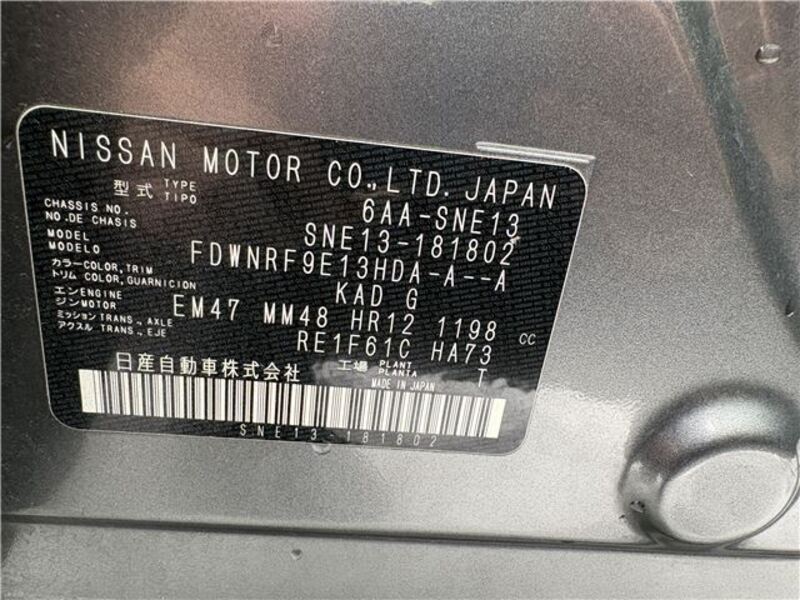 NISSAN MOTOR CO.,LTD. JAPAN
型式 TYPE TIPO 6AA-SNE13
CHASSIS NO. NO.DE CHASIS SNE13-181802
MODEL MODELO FDWNRF9E13HDA-A--A
カラー COLOR,TRIM トリム COLOR,GUARNICION KAD G
エンジン ENGINE MOTOR EM47 MM48 HR12 1198 CC
ミッション TRANS., AXLE アクスル TRANS., EJE RE1F61C HA73
日産自動車株式会社 工場 PLANT PLANTA T
MADE IN JAPAN
SNE13-181802